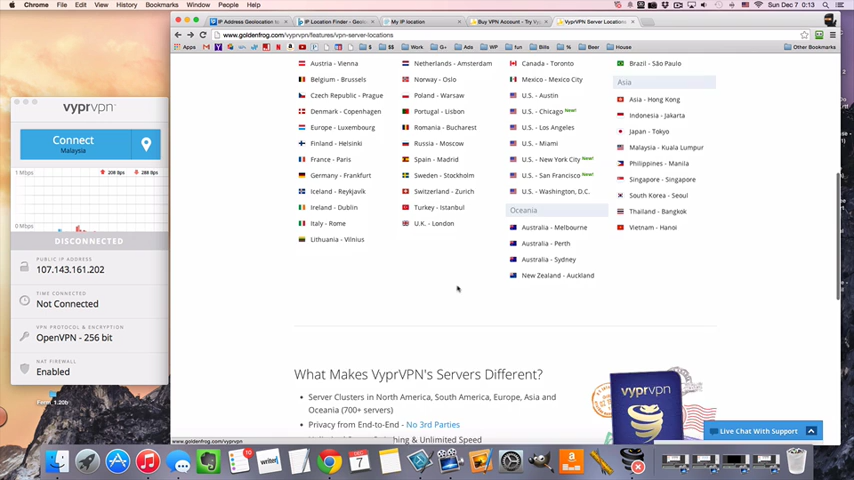 Chrome File Edit View History Bookmarks Window People Help
Sun Dec 7 0:13
IP Address Geolocation to
IP Location Finder - Geolocat
My IP location
Buy VPN Account - Try Vyp
VyprVPN Server Locations
www.goldenfrog.com/vyprvpn/features/vpn-server-locations
Apps $ $$ Work Ads WP fun Bills Beer House Other Bookmarks
vyprvpn
Connect
Malaysia
1 Mbps 208 Bps 288 Bps
0 Mbps
DISCONNECTED
PUBLIC IP ADDRESS
107.143.161.202
TIME CONNECTED
Not Connected
VPN PROTOCOL & ENCRYPTION
OpenVPN - 256 bit
NAT FIREWALL
Enabled
Austria - Vienna
Belgium - Brussels
Czech Republic - Prague
Denmark - Copenhagen
Europe - Luxembourg
Finland - Helsinki
France - Paris
Germany - Frankfurt
Iceland - Reykjavík
Ireland - Dublin
Italy - Rome
Lithuania - Vilnius
Netherlands - Amsterdam
Norway - Oslo
Poland - Warsaw
Portugal - Lisbon
Romania - Bucharest
Russia - Moscow
Spain - Madrid
Sweden - Stockholm
Switzerland - Zurich
Turkey - Istanbul
U.K. - London
Canada - Toronto
Mexico - Mexico City
U.S. - Austin
U.S. - Chicago New!
U.S. - Los Angeles
U.S. - Miami
U.S. - New York City New!
U.S. - San Francisco New!
U.S. - Washington, D.C.
Oceania
Australia - Melbourne
Australia - Perth
Australia - Sydney
New Zealand - Auckland
Brazil - São Paulo
Asia
Asia - Hong Kong
Indonesia - Jakarta
Japan - Tokyo
Malaysia - Kuala Lumpur
Philippines - Manila
Singapore - Singapore
South Korea - Seoul
Thailand - Bangkok
Vietnam - Hanoi
What Makes VyprVPN's Servers Different?
Server Clusters in North America, South America, Europe, Asia and
Oceania (700+ servers)
Privacy from End-to-End - No 3rd Parties
Switching & Unlimited Speed
vyprvpn
Live Chat With Support
www.goldenfrog.com/vyprvpn
Ferm_1.20b